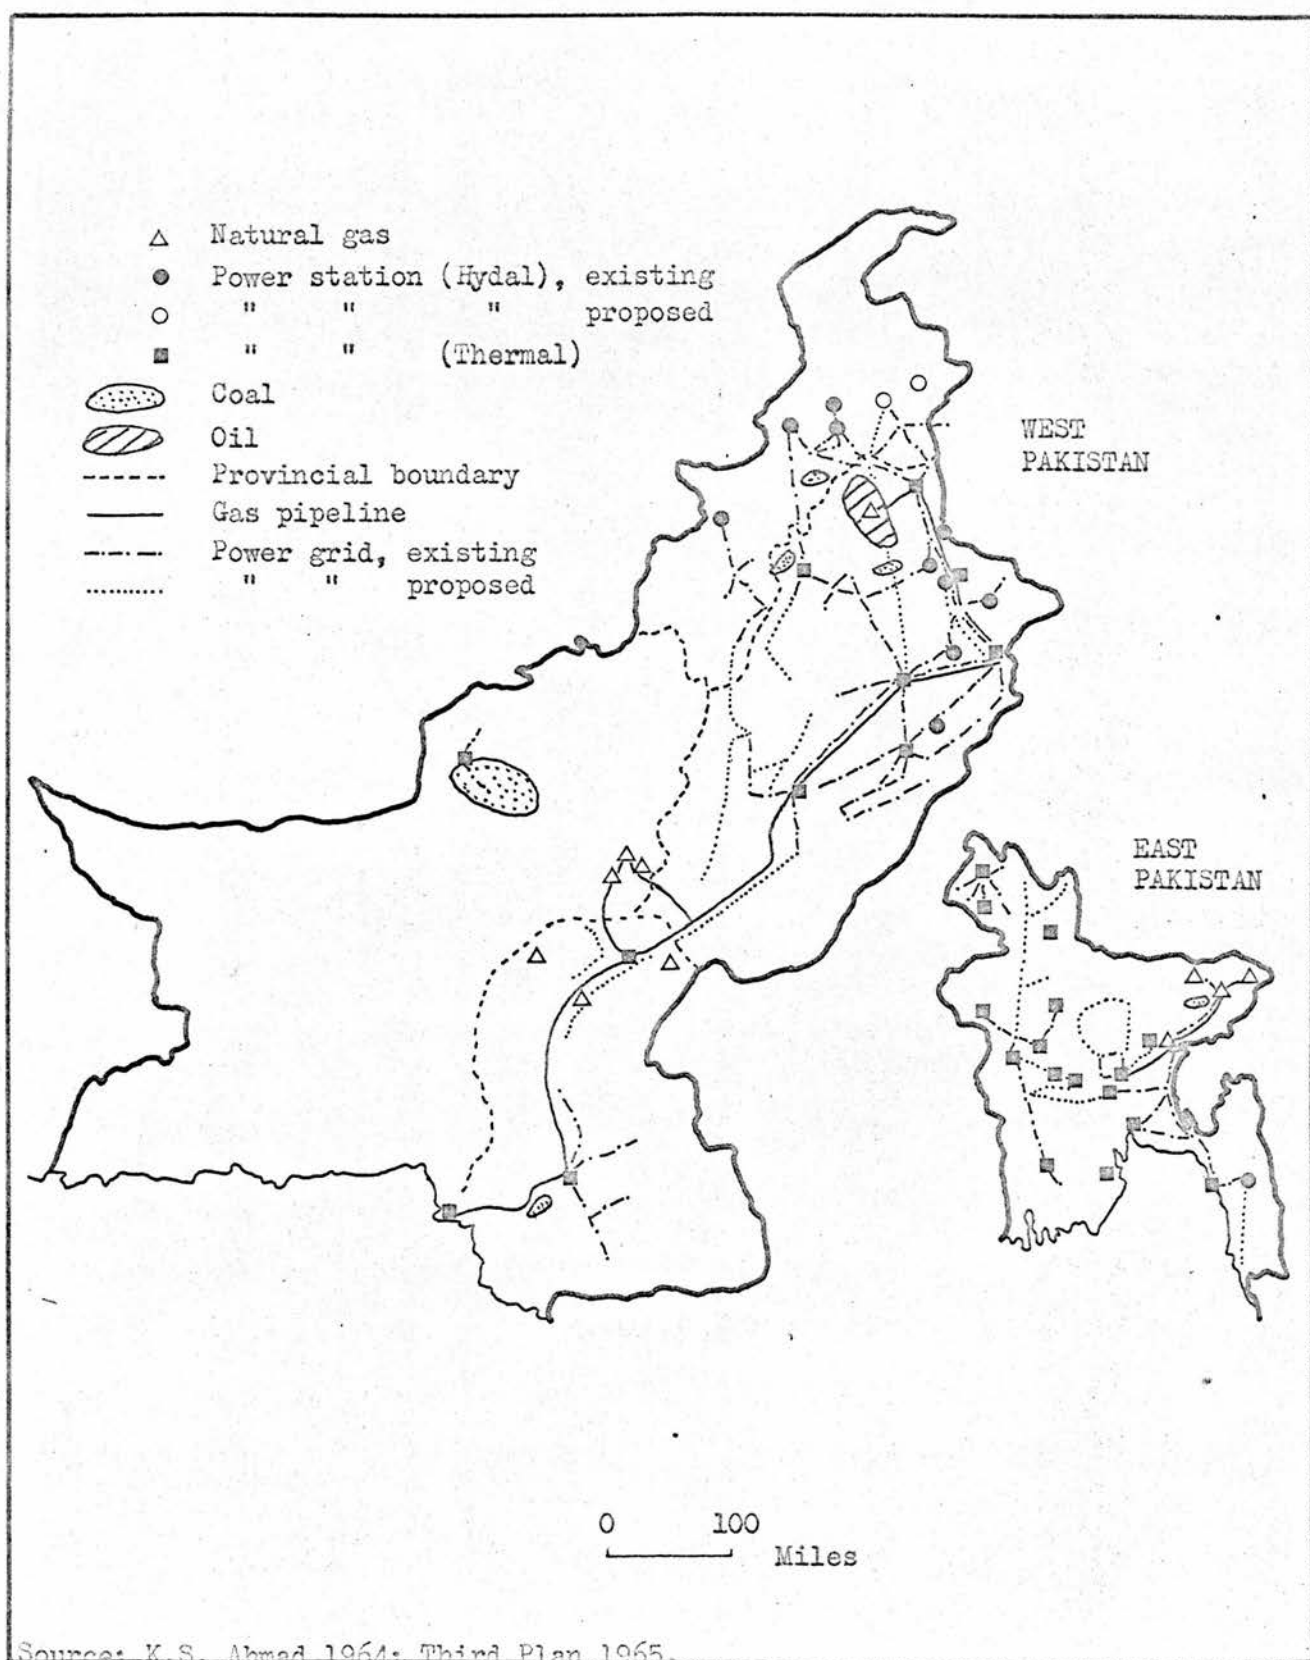 Natural gas
Power station (Hydal), existing
" " " proposed
" " (Thermal)
Coal
Oil
Provincial boundary
Gas pipeline
Power grid, existing
" " proposed
WEST
PAKISTAN
EAST
PAKISTAN
0 100
Miles
Source: K.S. Ahmad 1964; Third Plan 1965.